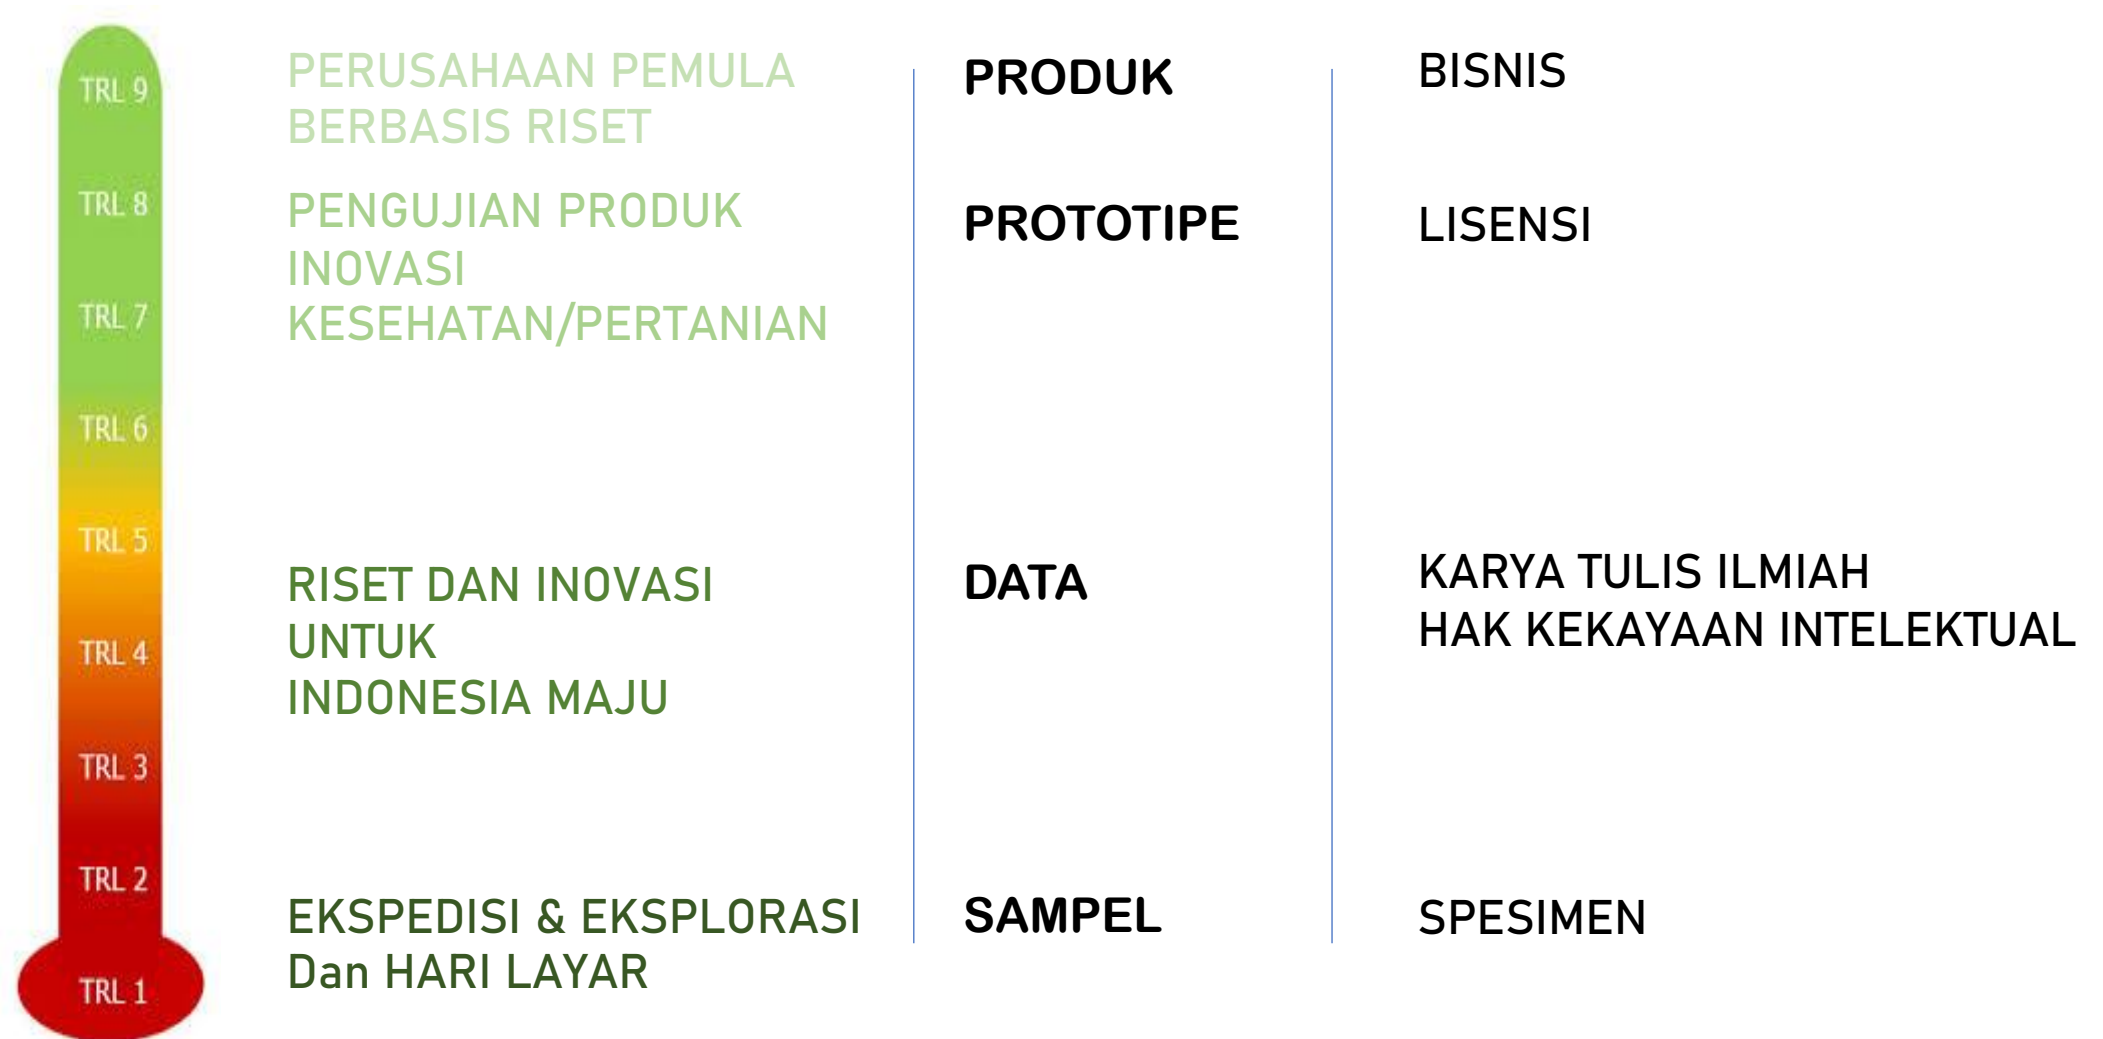 TRL 9
TRL 8
TRL 7
TRL 6
TRL 5
TRL 4
TRL 3
TRL 2
TRL 1
PERUSAHAAN PEMULA
BERBASIS RISET
PENGUJIAN PRODUK
INOVASI
KESEHATAN/PERTANIAN
RISET DAN INOVASI
UNTUK
INDONESIA MAJU
EKSPEDISI & EKSPLORASI
Dan HARI LAYAR
PRODUK
PROTOTIPE
DATA
SAMPEL
BISNIS
LISENSI
KARYA TULIS ILMIAH
HAK KEKAYAAN INTELEKTUAL
SPESIMEN